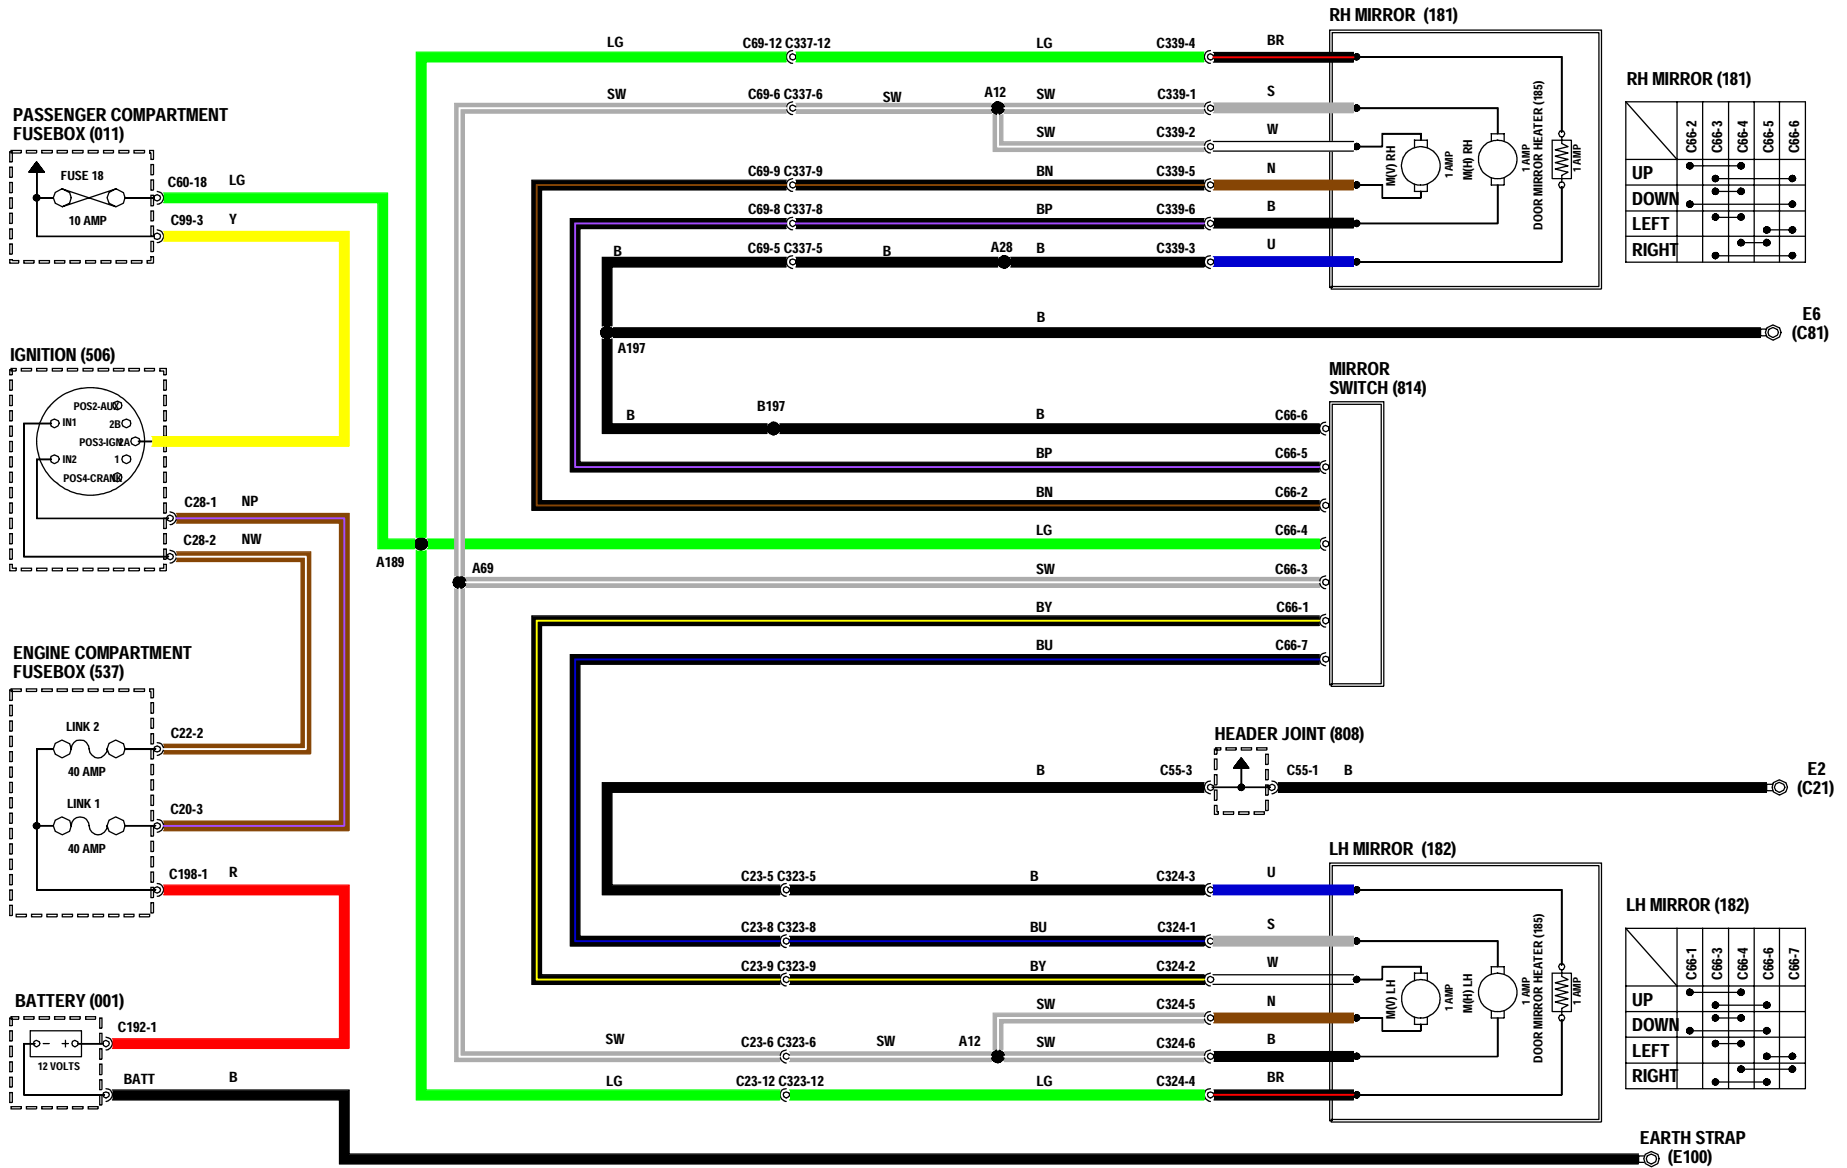 RH MIRROR (181)
LG
C69-12 C337-12
LG
C339-4
BR
SW
C69-6 C337-6
SW
A12
SW
C339-1
S
SW
C339-2
W
C69-9 C337-9
BN
C339-5
N
C69-8 C337-8
BP
C339-6
B
B
C69-5 C337-5
B
A28
B
C339-3
U
M(V) RH
1 AMP
M(H) RH
1 AMP
DOOR MIRROR HEATER (185)
1 AMP
RH MIRROR (181)
C66-2
C66-3
C66-4
C66-5
C66-6
UP
DOWN
LEFT
RIGHT
PASSENGER COMPARTMENT
FUSEBOX (011)
FUSE 18
10 AMP
C60-18
LG
C99-3
Y
B
E6
(C81)
A197
IGNITION (506)
POS2-AUX
IN1
2B
POS3-IGN
2A
IN2
1
POS4-CRANK
C28-1
NP
C28-2
NW
A189
A69
MIRROR
SWITCH (814)
B
B197
B
C66-6
BP
C66-5
BN
C66-2
LG
C66-4
SW
C66-3
BY
C66-1
BU
C66-7
ENGINE COMPARTMENT
FUSEBOX (537)
LINK 2
40 AMP
C22-2
LINK 1
40 AMP
C20-3
C198-1
R
HEADER JOINT (808)
B
C55-3
C55-1
B
E2
(C21)
LH MIRROR (182)
C23-5 C323-5
B
C324-3
U
C23-8 C323-8
BU
C324-1
S
C23-9 C323-9
BY
C324-2
W
SW
C324-5
N
SW
C23-6 C323-6
SW
A12
SW
C324-6
B
LG
C23-12 C323-12
LG
C324-4
BR
M(V) LH
1 AMP
M(H) LH
1 AMP
DOOR MIRROR HEATER (185)
1 AMP
LH MIRROR (182)
C66-1
C66-3
C66-4
C66-6
C66-7
UP
DOWN
LEFT
RIGHT
BATTERY (001)
- +
12 VOLTS
C192-1
BATT
B
EARTH STRAP
(E100)